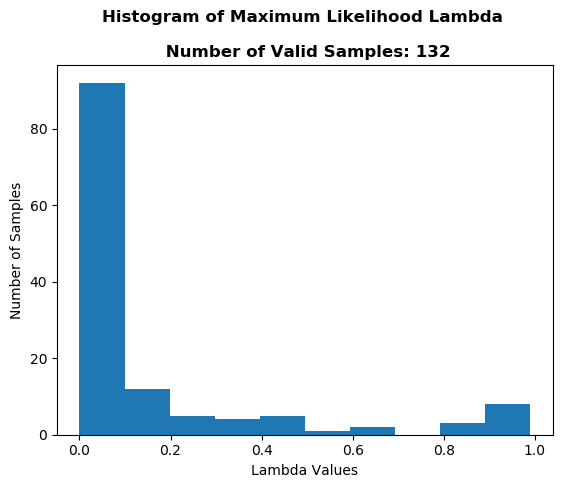 Histogram of Maximum Likelihood Lambda
Number of Valid Samples: 132
Number of Samples
80
60
40
20
0
0.0 0.2 0.4 0.6 0.8 1.0
Lambda Values